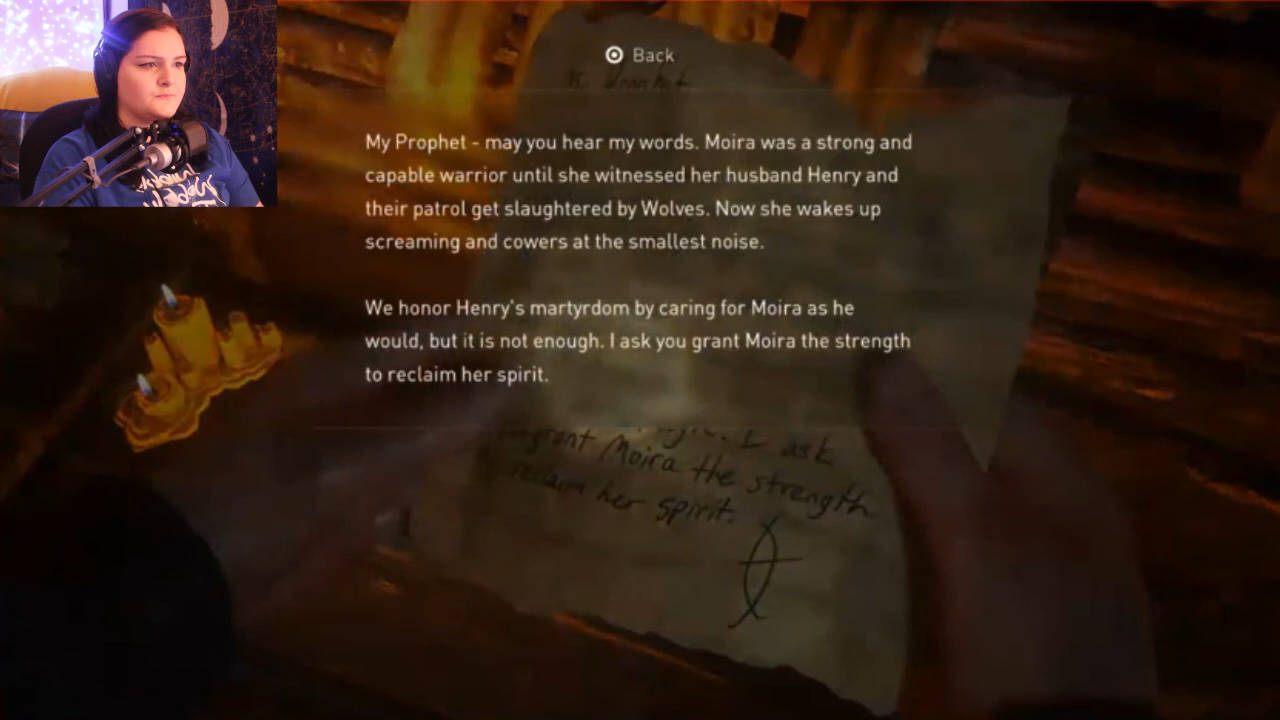 Back
My Prophet - may you hear my words. Moira was a strong and
capable warrior until she witnessed her husband Henry and
their patrol get slaughtered by Wolves. Now she wakes up
screaming and cowers at the smallest noise.
We honor Henry's martyrdom by caring for Moira as he
would, but it is not enough. I ask you grant Moira the strength
to reclaim her spirit.
I ask
grant Moira the strength
reclaim her spirit.